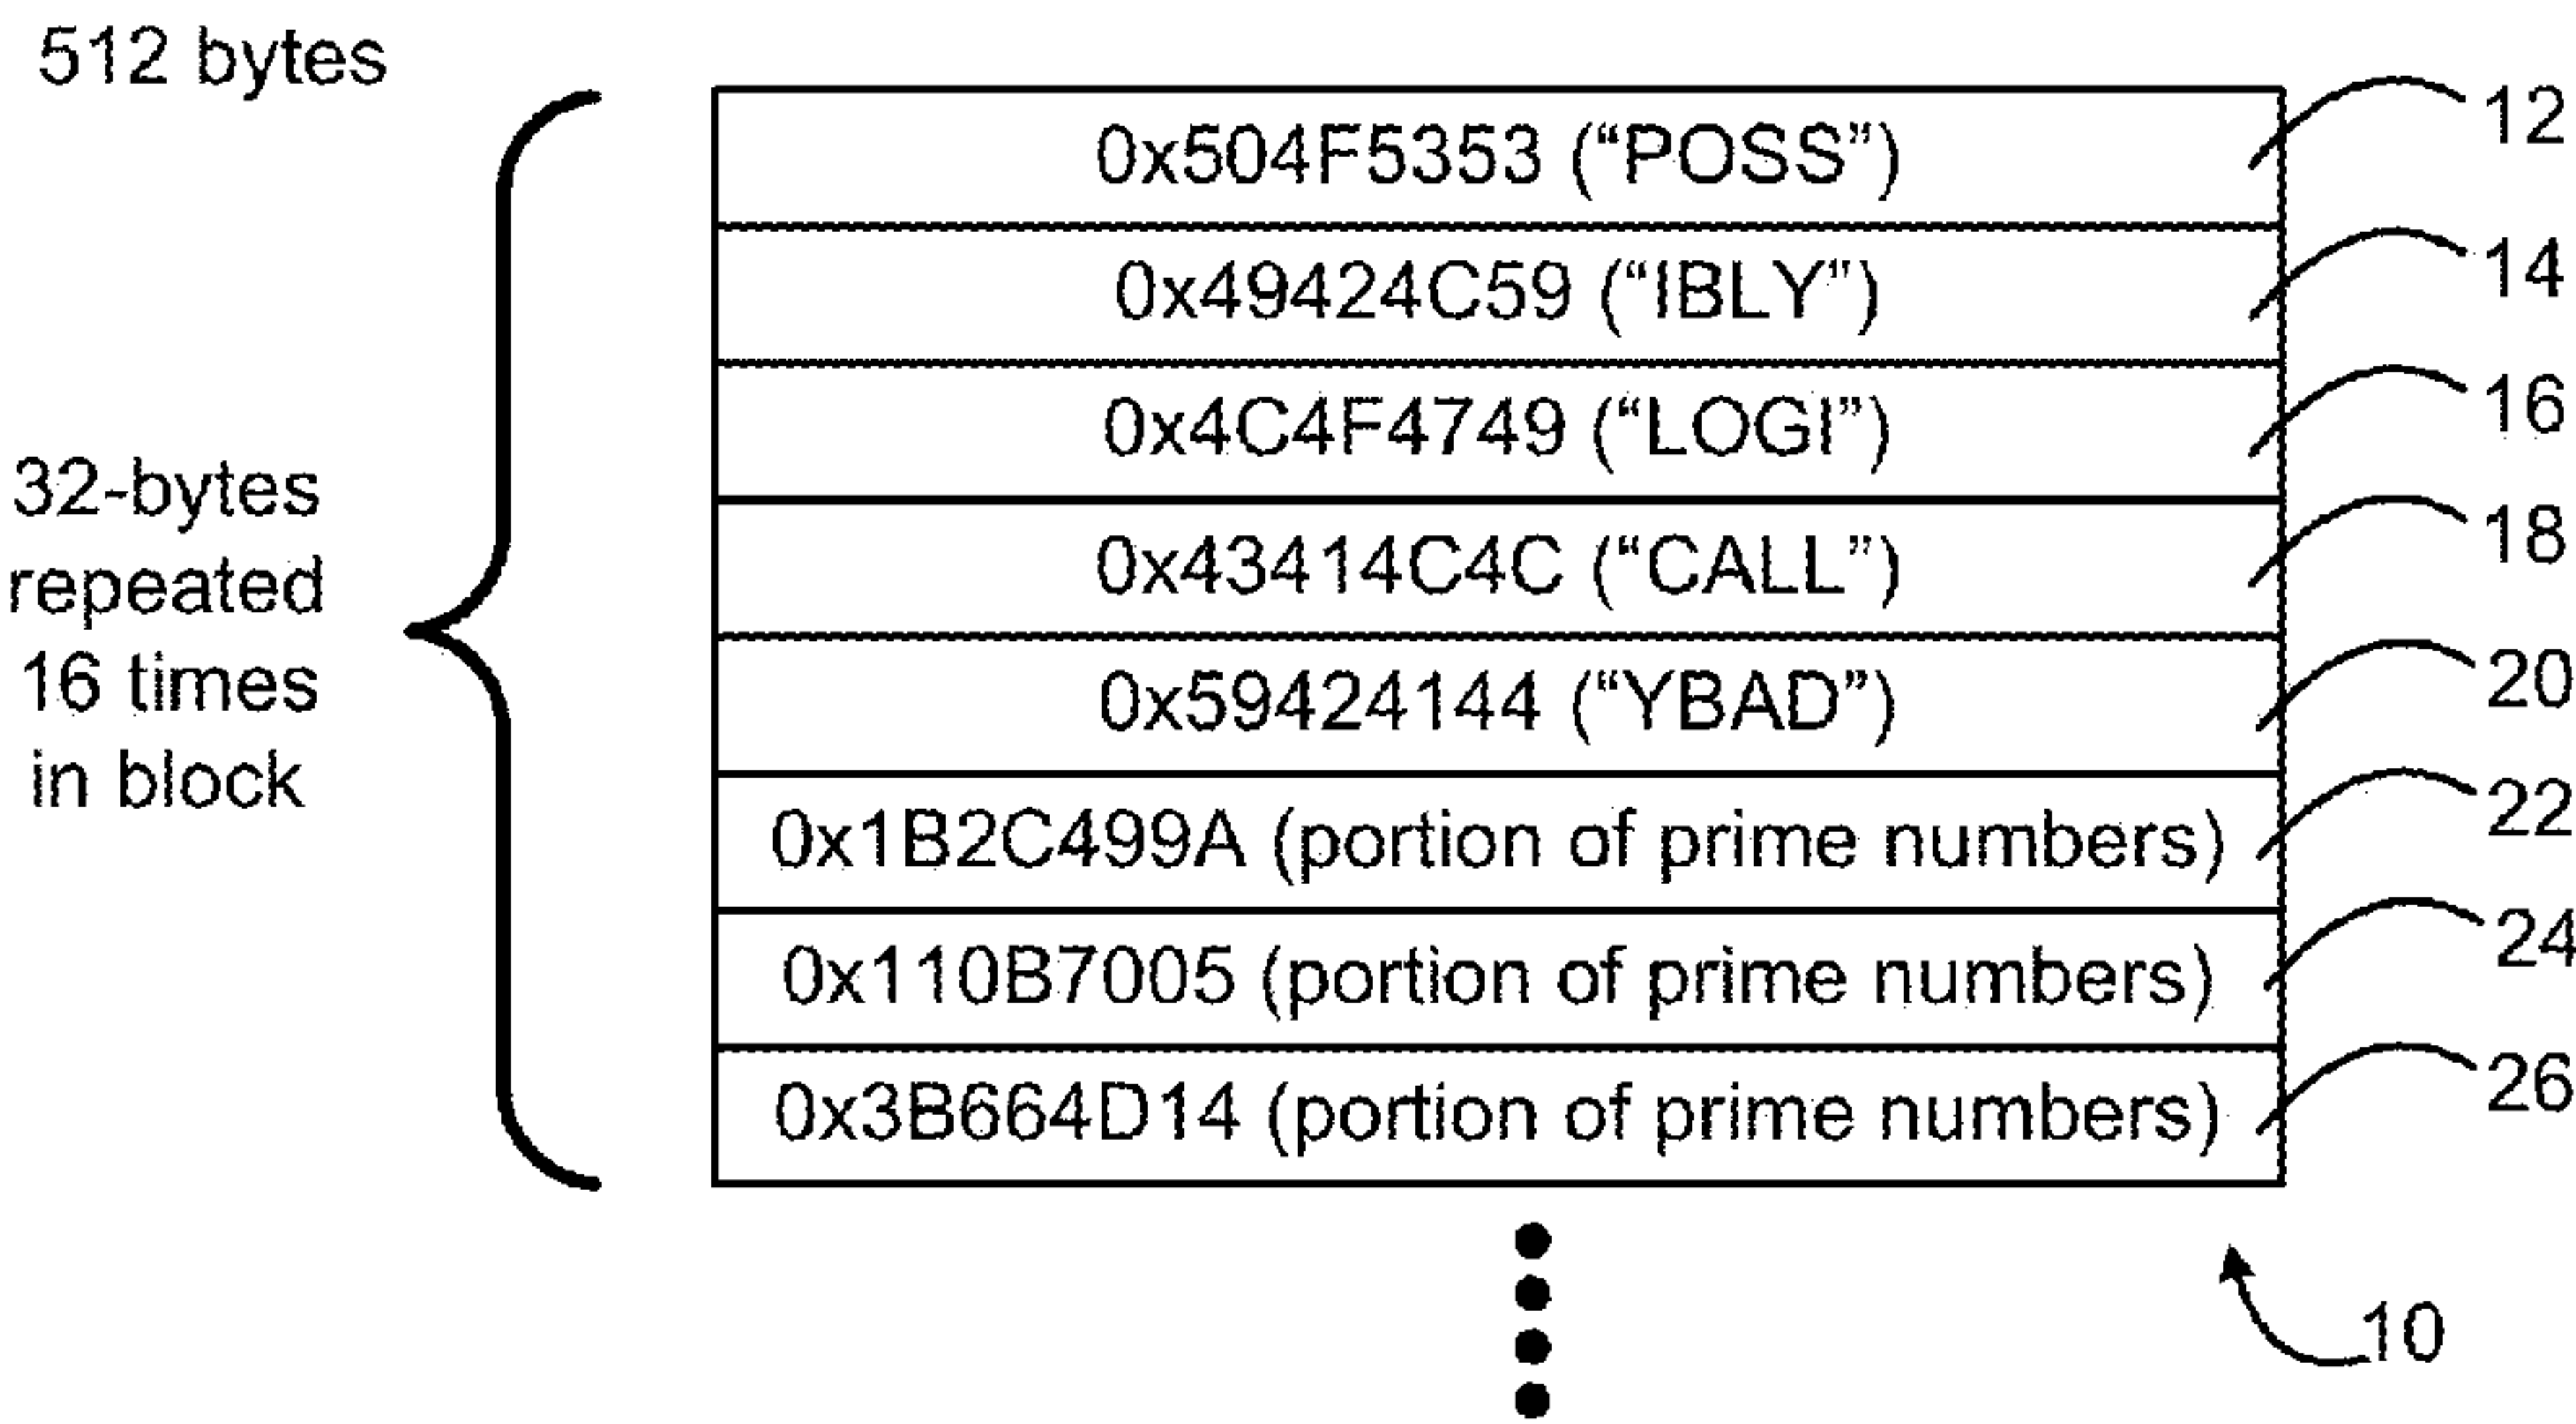 512 bytes
0x504F5353 (“POSS”) 12
0x49424C59 (“IBLY”) 14
0x4C4F4749 (“LOGI”) 16
32-bytes
repeated
16 times
in block
0x43414C4C (“CALL”) 18
0x59424144 (“YBAD”) 20
0x1B2C499A (portion of prime numbers) 22
0x110B7005 (portion of prime numbers) 24
0x3B664D14 (portion of prime numbers) 26
10